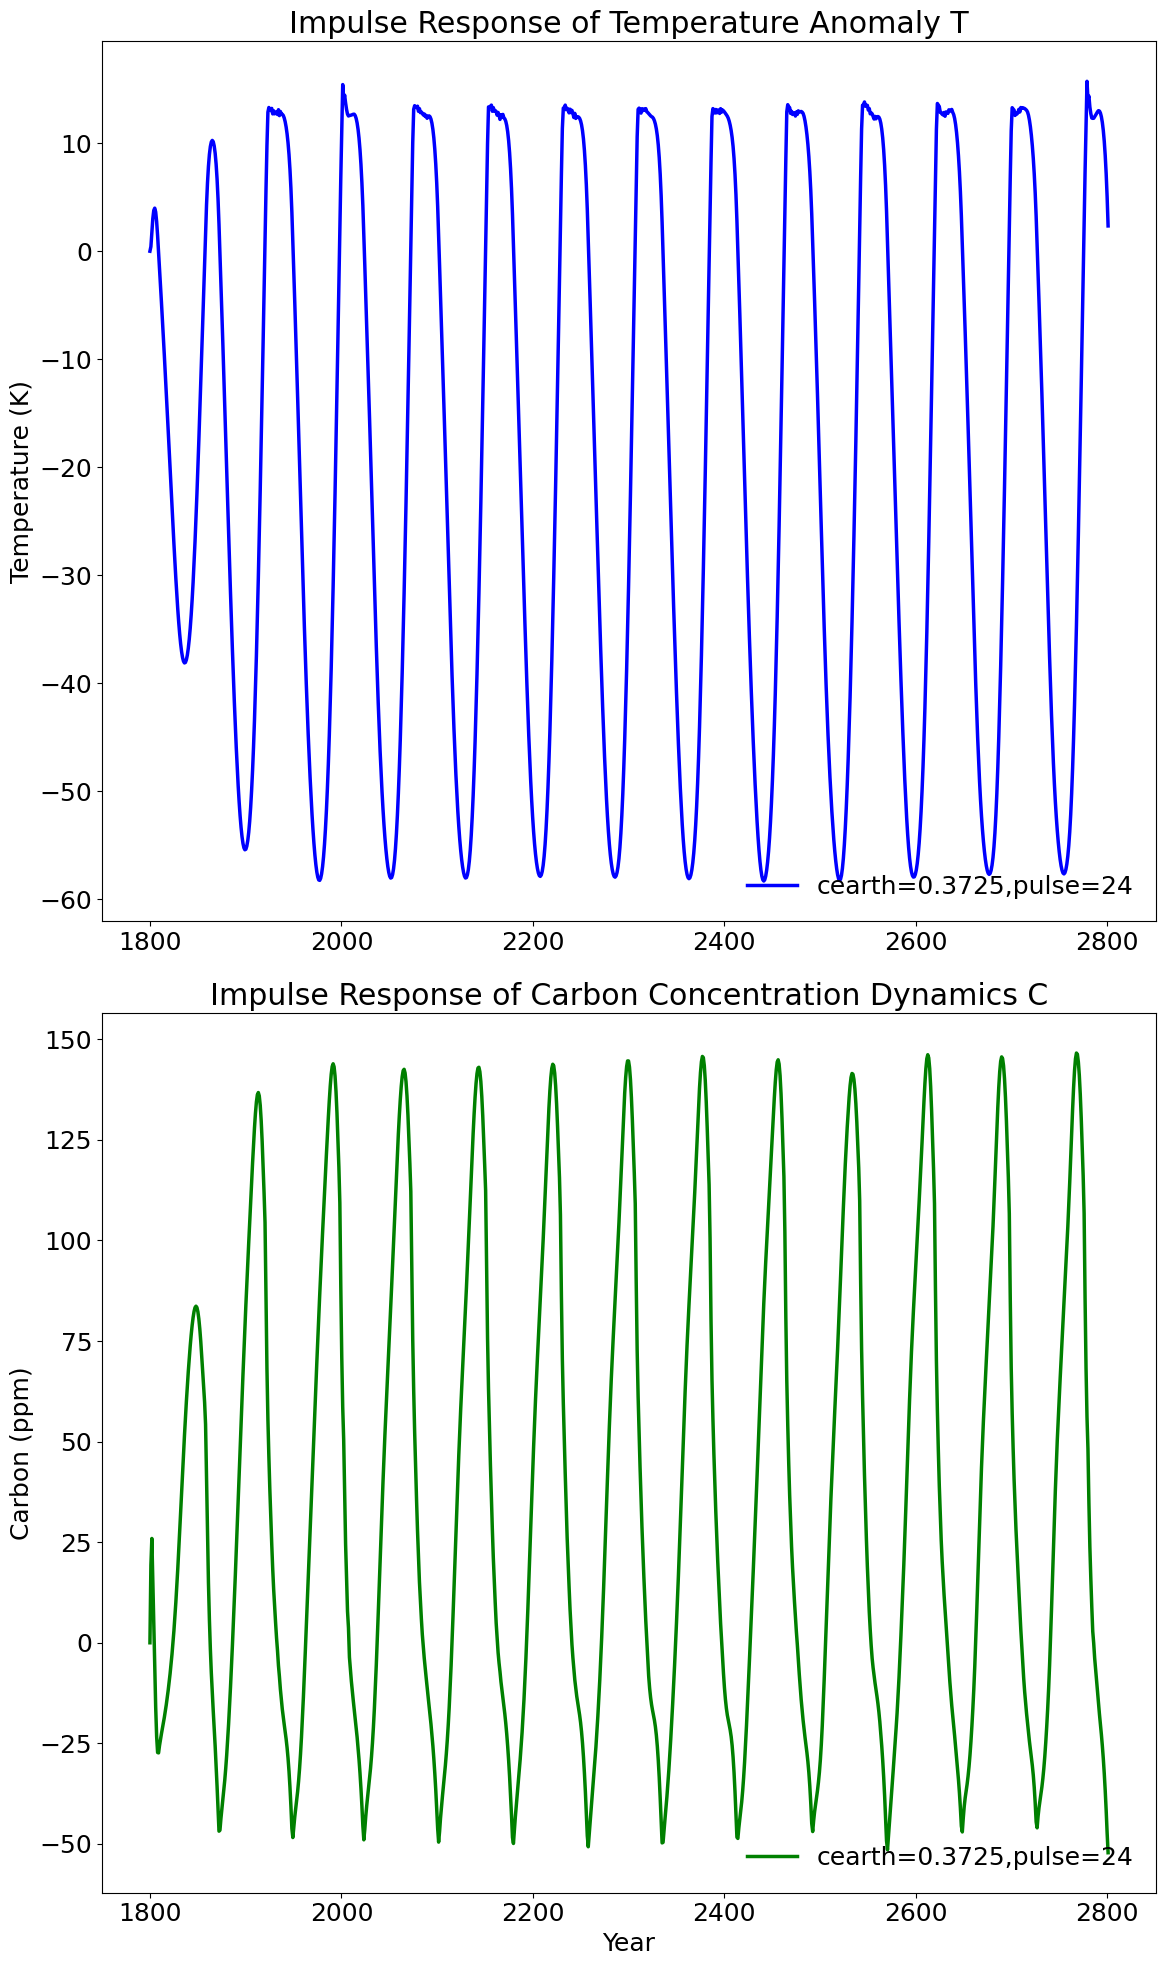 Impulse Response of Temperature Anomaly T
Temperature (K)
10
0
−10
−20
−30
−40
−50
−60
cearth=0.3725,pulse=24
1800 2000 2200 2400 2600 2800
Impulse Response of Carbon Concentration Dynamics C
Carbon (ppm)
150
125
100
75
50
25
0
−25
−50
cearth=0.3725,pulse=24
1800 2000 2200 2400 2600 2800
Year